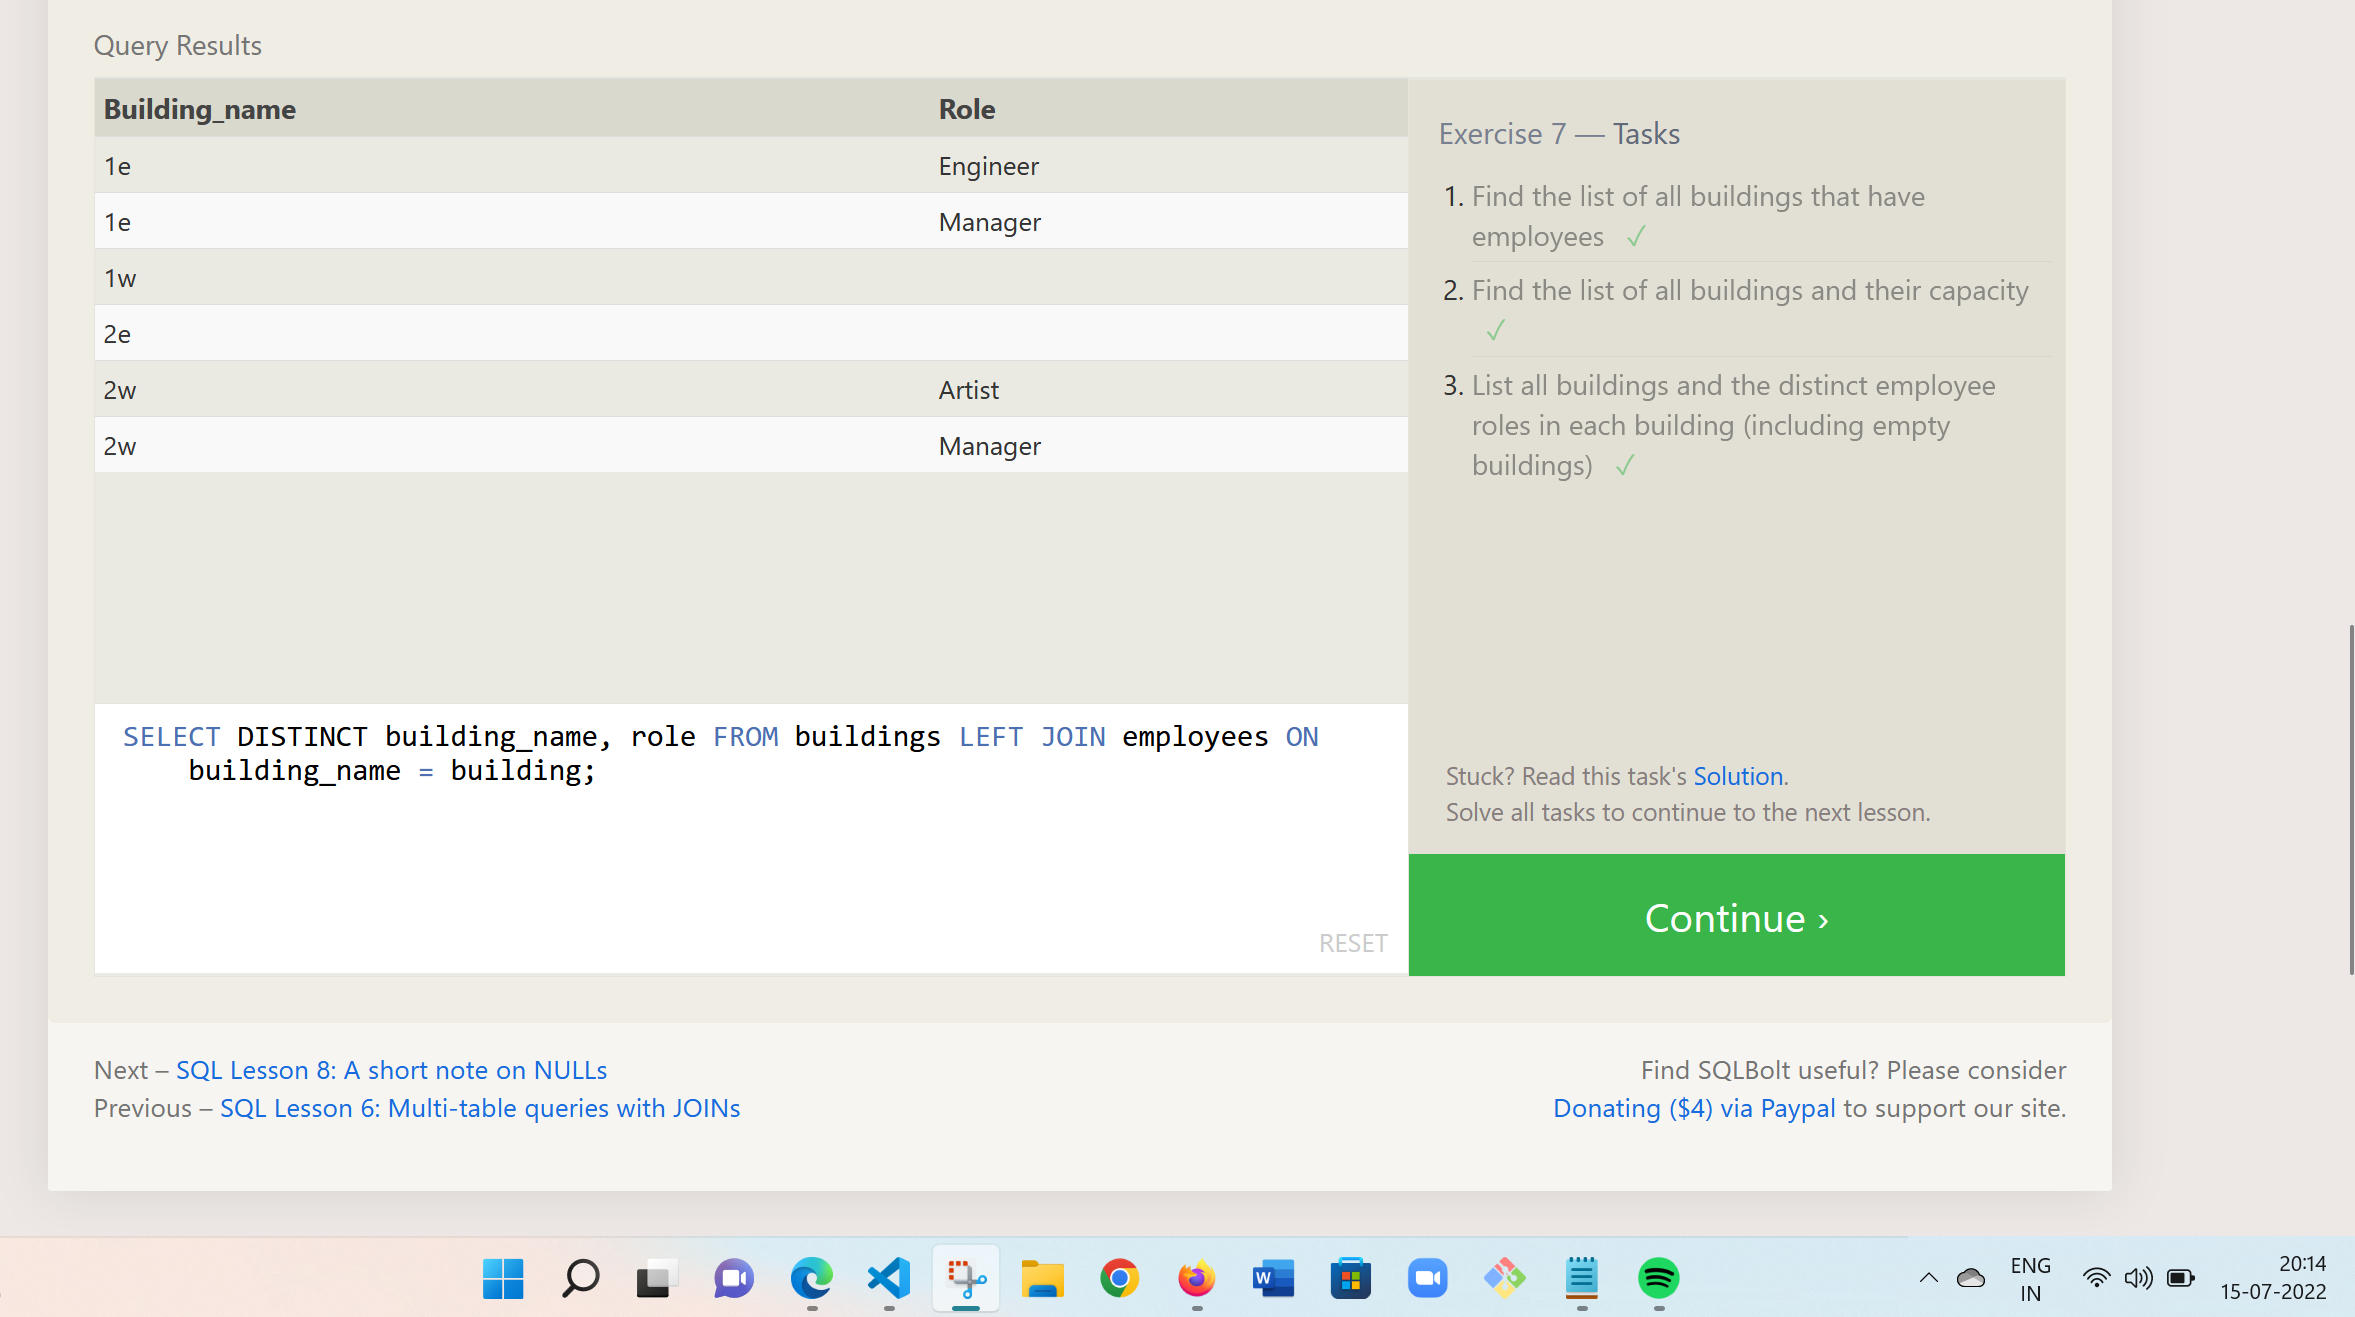 Query Results
Building_name Role
1e Engineer
1e Manager
1w
2e
2w Artist
2w Manager
SELECT DISTINCT building_name, role FROM buildings LEFT JOIN employees ON
building_name = building;
RESET
Exercise 7 — Tasks
1. Find the list of all buildings that have
employees ✓
2. Find the list of all buildings and their capacity
✓
3. List all buildings and the distinct employee
roles in each building (including empty
buildings) ✓
Stuck? Read this task's Solution.
Solve all tasks to continue to the next lesson.
Continue ›
Next – SQL Lesson 8: A short note on NULLs
Previous – SQL Lesson 6: Multi-table queries with JOINs
Find SQLBolt useful? Please consider
Donating ($4) via Paypal to support our site.
W
ENG
IN
20:14
15-07-2022